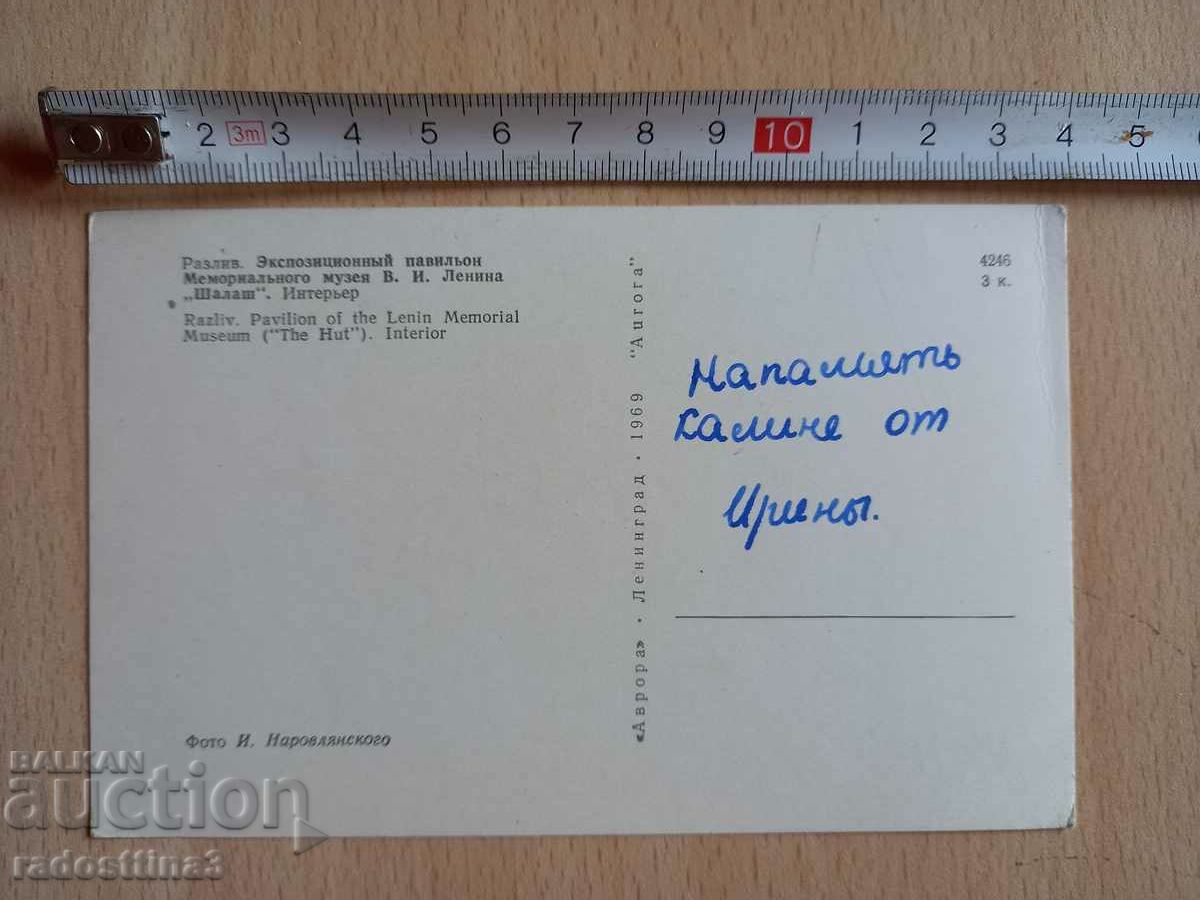 2 3m 3 4 5 6 7 8 9 10 1 2 3 4 5
Разлив. Экспозиционный павильон
Мемориального музея В. И. Ленина
„Шалаш“. Интерьер
Razliv. Pavilion of the Lenin Memorial
Museum (“The Hut”). Interior
Фото И. Наровлянского
«Аврора» · Ленинград · 1969 “Aurora”
4246
3 к.
Напамять
Калине от
Ирины.
BALKAN
auction
radosttina3